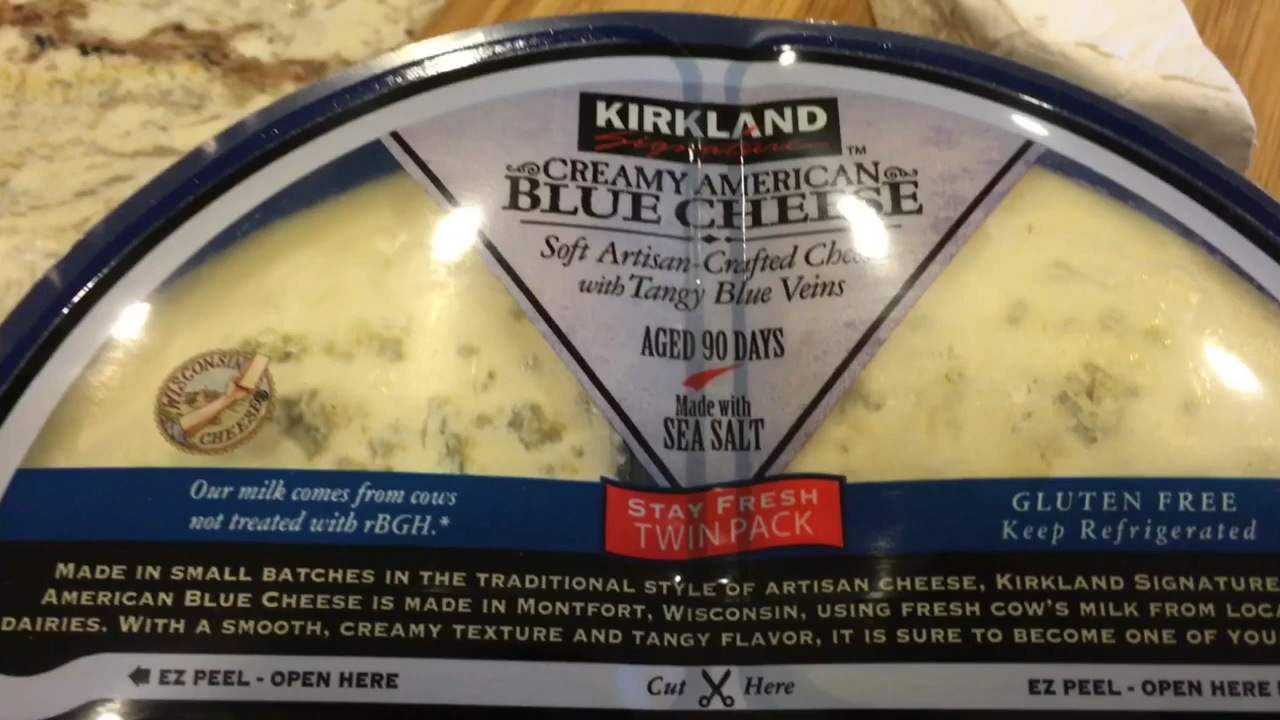 KIRKLAND
Signature
™
CREAMY AMERICAN
BLUE CHEESE
Soft Artisan-Crafted
with Tangy Blue Veins
AGED 90 DAYS
Made with
SEA SALT
WISCONSIN
CHEESE
Our milk comes from cows
not treated with rBGH.*
STAY FRESH
TWIN PACK
GLUTEN FREE
Keep Refrigerated
MADE IN SMALL BATCHES IN THE TRADITIONAL STYLE OF ARTISAN CHEESE, KIRKLAND SIGNATURE
AMERICAN BLUE CHEESE IS MADE IN MONTFORT, WISCONSIN, USING FRESH COW'S MILK FROM
DAIRIES. WITH A SMOOTH, CREAMY TEXTURE AND TANGY FLAVOR, IT IS SURE TO BECOME ONE OF
EZ PEEL - OPEN HERE
Cut Here
EZ PEEL - OPEN HERE